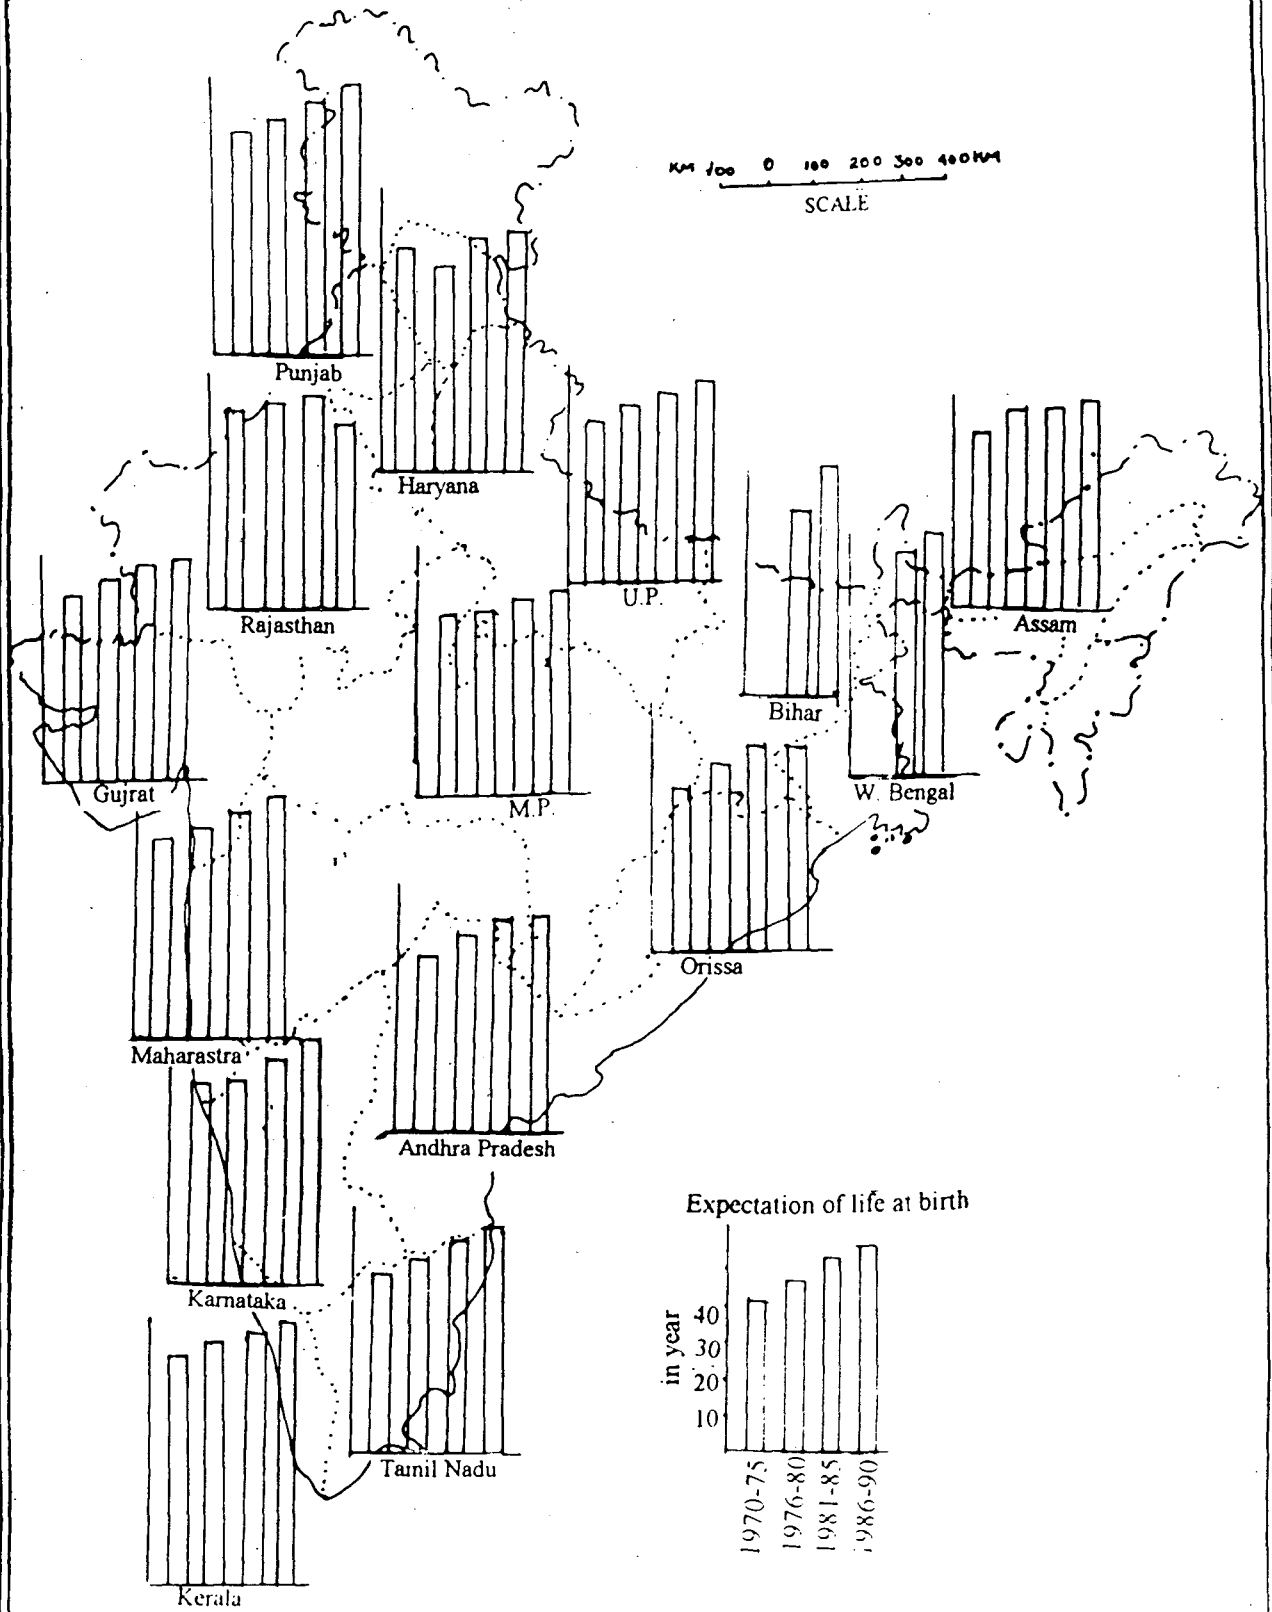 KM 100 0 100 200 300 400 KM
SCALE
Punjab
Haryana
Rajasthan
U.P.
Assam
Gujrat
M.P.
Bihar
W. Bengal
Orissa
Maharastra
Andhra Pradesh
Karnataka
Tamil Nadu
Kerala
Expectation of life at birth
in year
40
30
20
10
1970-75
1976-80
1981-85
1986-90